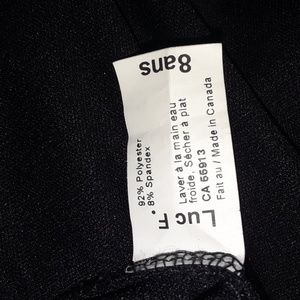 8ans
92% Polyester
8% Spandex
Laver à la main eau
froide, Sécher à plat
CA 55913
Fait au / Made in Canada
Luc F.